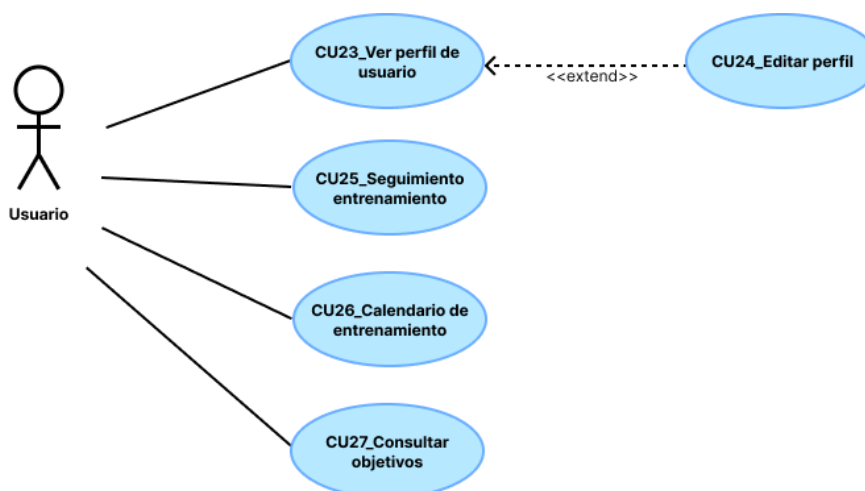 CU23_Ver perfil de
usuario
<<extend>>
CU24_Editar perfil
Usuario
CU25_Seguimiento
entrenamiento
CU26_Calendario de
entrenamiento
CU27_Consultar
objetivos